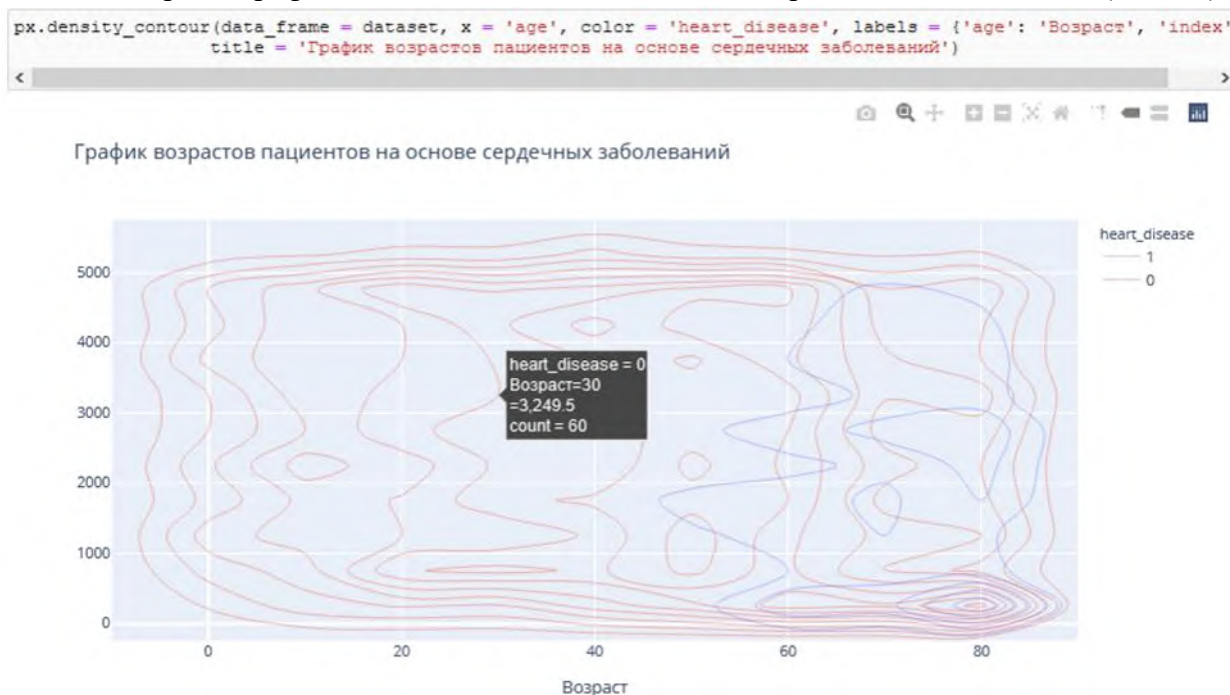 px.density_contour(data_frame = dataset, x = 'age', color = 'heart_disease', labels = {'age': 'Возраст', 'index'
title = 'График возрастов пациентов на основе сердечных заболеваний')
График возрастов пациентов на основе сердечных заболеваний
heart_disease
1
0
5000
4000
3000
2000
1000
0
heart_disease = 0
Возраст=30
=3,249.5
count = 60
0 20 40 60 80
Возраст